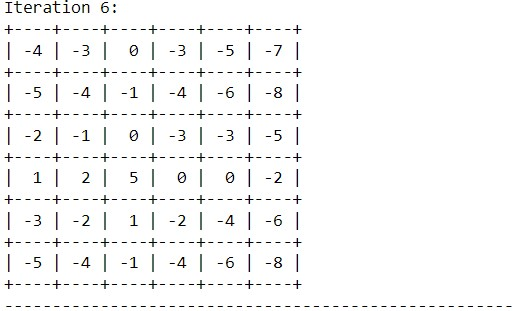 Iteration 6:
+----+----+----+----+----+----+
| -4 | -3 |  0 | -3 | -5 | -7 |
+----+----+----+----+----+----+
| -5 | -4 | -1 | -4 | -6 | -8 |
+----+----+----+----+----+----+
| -2 | -1 |  0 | -3 | -3 | -5 |
+----+----+----+----+----+----+
|  1 |  2 |  5 |  0 |  0 | -2 |
+----+----+----+----+----+----+
| -3 | -2 |  1 | -2 | -4 | -6 |
+----+----+----+----+----+----+
| -5 | -4 | -1 | -4 | -6 | -8 |
+----+----+----+----+----+----+
-----------------------------------------------------